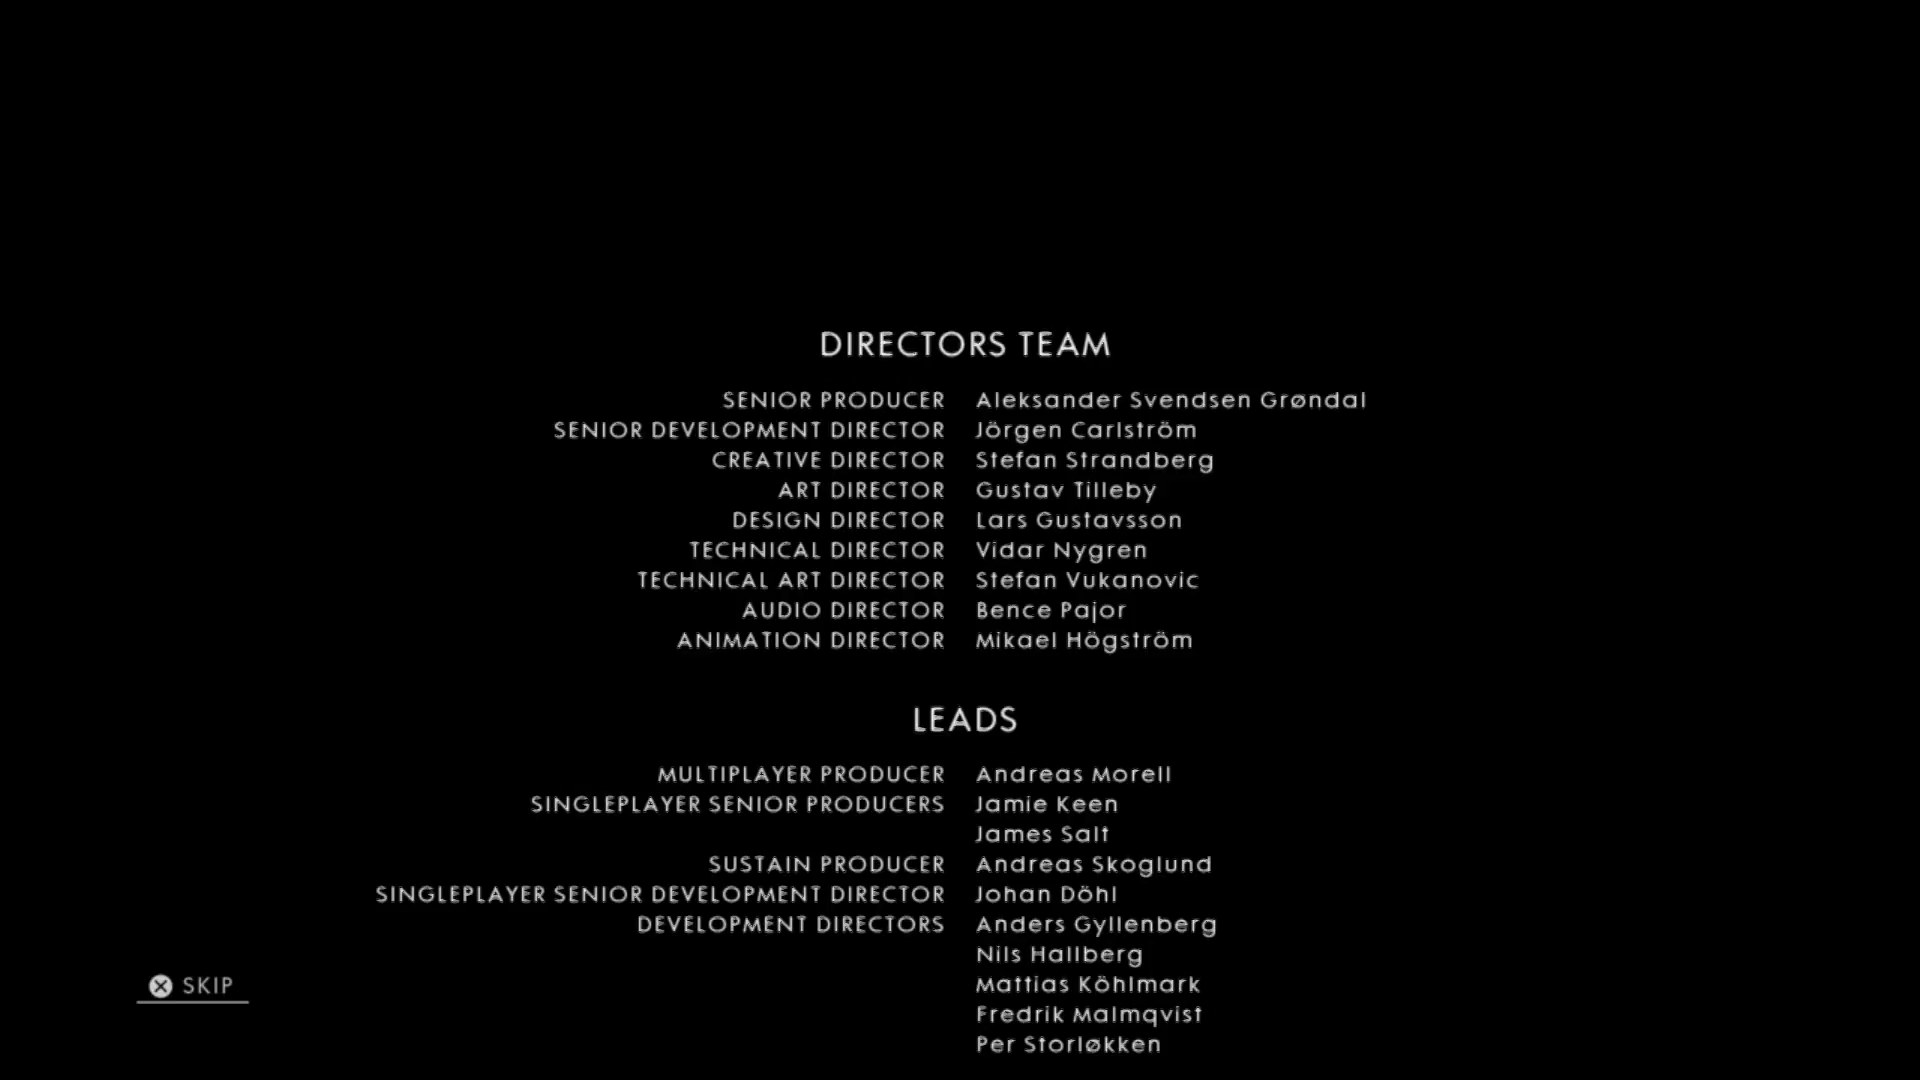 DIRECTORS TEAM
SENIOR PRODUCER Aleksander Svendsen Grøndal
SENIOR DEVELOPMENT DIRECTOR Jörgen Carlström
CREATIVE DIRECTOR Stefan Strandberg
ART DIRECTOR Gustav Tilleby
DESIGN DIRECTOR Lars Gustavsson
TECHNICAL DIRECTOR Vidar Nygren
TECHNICAL ART DIRECTOR Stefan Vukanovic
AUDIO DIRECTOR Bence Pajor
ANIMATION DIRECTOR Mikael Högström
LEADS
MULTIPLAYER PRODUCER Andreas Morell
SINGLEPLAYER SENIOR PRODUCERS Jamie Keen
James Salt
SUSTAIN PRODUCER Andreas Skoglund
SINGLEPLAYER SENIOR DEVELOPMENT DIRECTOR Johan Döhl
DEVELOPMENT DIRECTORS Anders Gyllenberg
Nils Hallberg
Mattias Köhlmark
Fredrik Malmqvist
Per Storløkken
SKIP